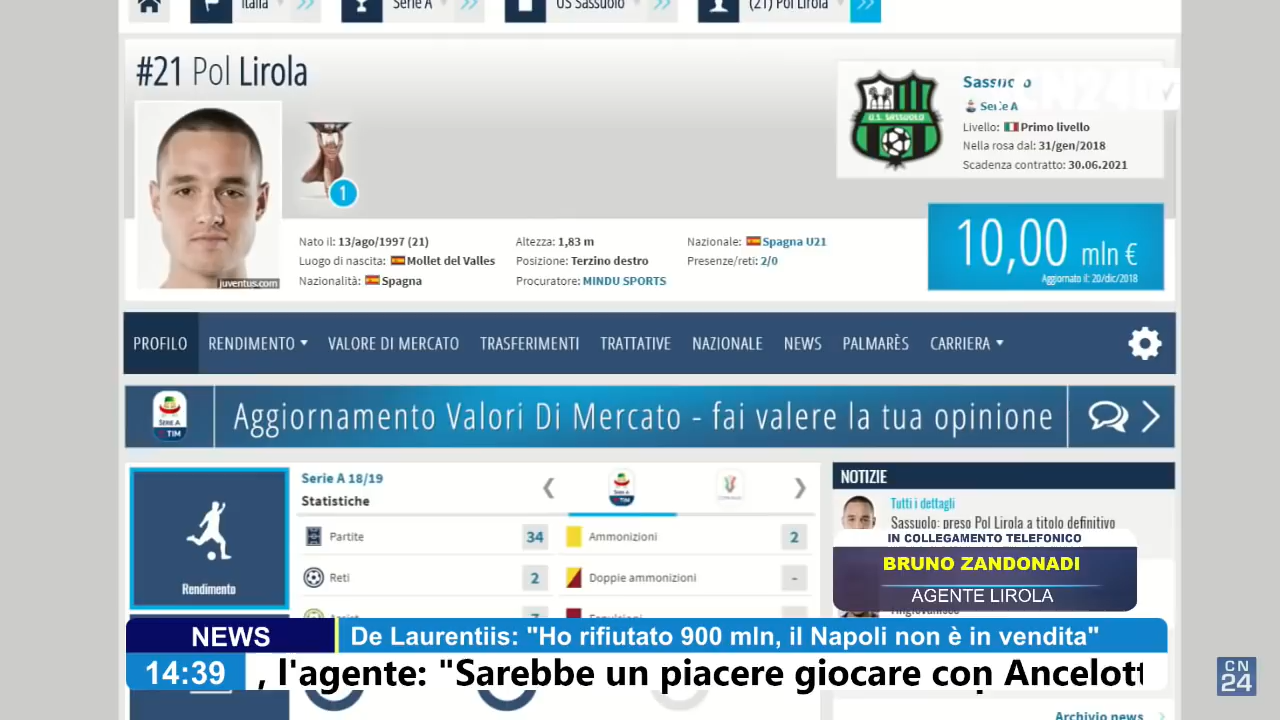 Italia
Serie A
US Sassuolo
(21) Pol Lirola
#21 Pol Lirola
1
juventus.com
Nato il: 13/ago/1997 (21)
Luogo di nascita: Mollet del Valles
Nazionalità: Spagna
Altezza: 1,83 m
Posizione: Terzino destro
Procuratore: MINDU SPORTS
Nazionale: Spagna U21
Presenze/reti: 2/0
U.S. SASSUOLO
Sassuolo
Serie A
CN24
Livello: Primo livello
Nella rosa dal: 31/gen/2018
Scadenza contratto: 30.06.2021
10,00 mln €
Aggiornato il: 20/dic/2018
PROFILO RENDIMENTO VALORE DI MERCATO TRASFERIMENTI TRATTATIVE NAZIONALE NEWS PALMARÈS CARRIERA
SERIE A
TIM
Aggiornamento Valori Di Mercato - fai valere la tua opinione
Rendimento
Serie A 18/19
Statistiche
Partite 34
Ammonizioni 2
Reti 2
Doppie ammonizioni -
NOTIZIE
Tutti i dettagli
Sassuolo: preso Pol Lirola a titolo definitivo
IN COLLEGAMENTO TELEFONICO
BRUNO ZANDONADI
AGENTE LIROLA
NEWS
De Laurentiis: "Ho rifiutato 900 mln, il Napoli non è in vendita"
14:39
, l'agente: "Sarebbe un piacere giocare con Ancelott
Archivio news
CN
24